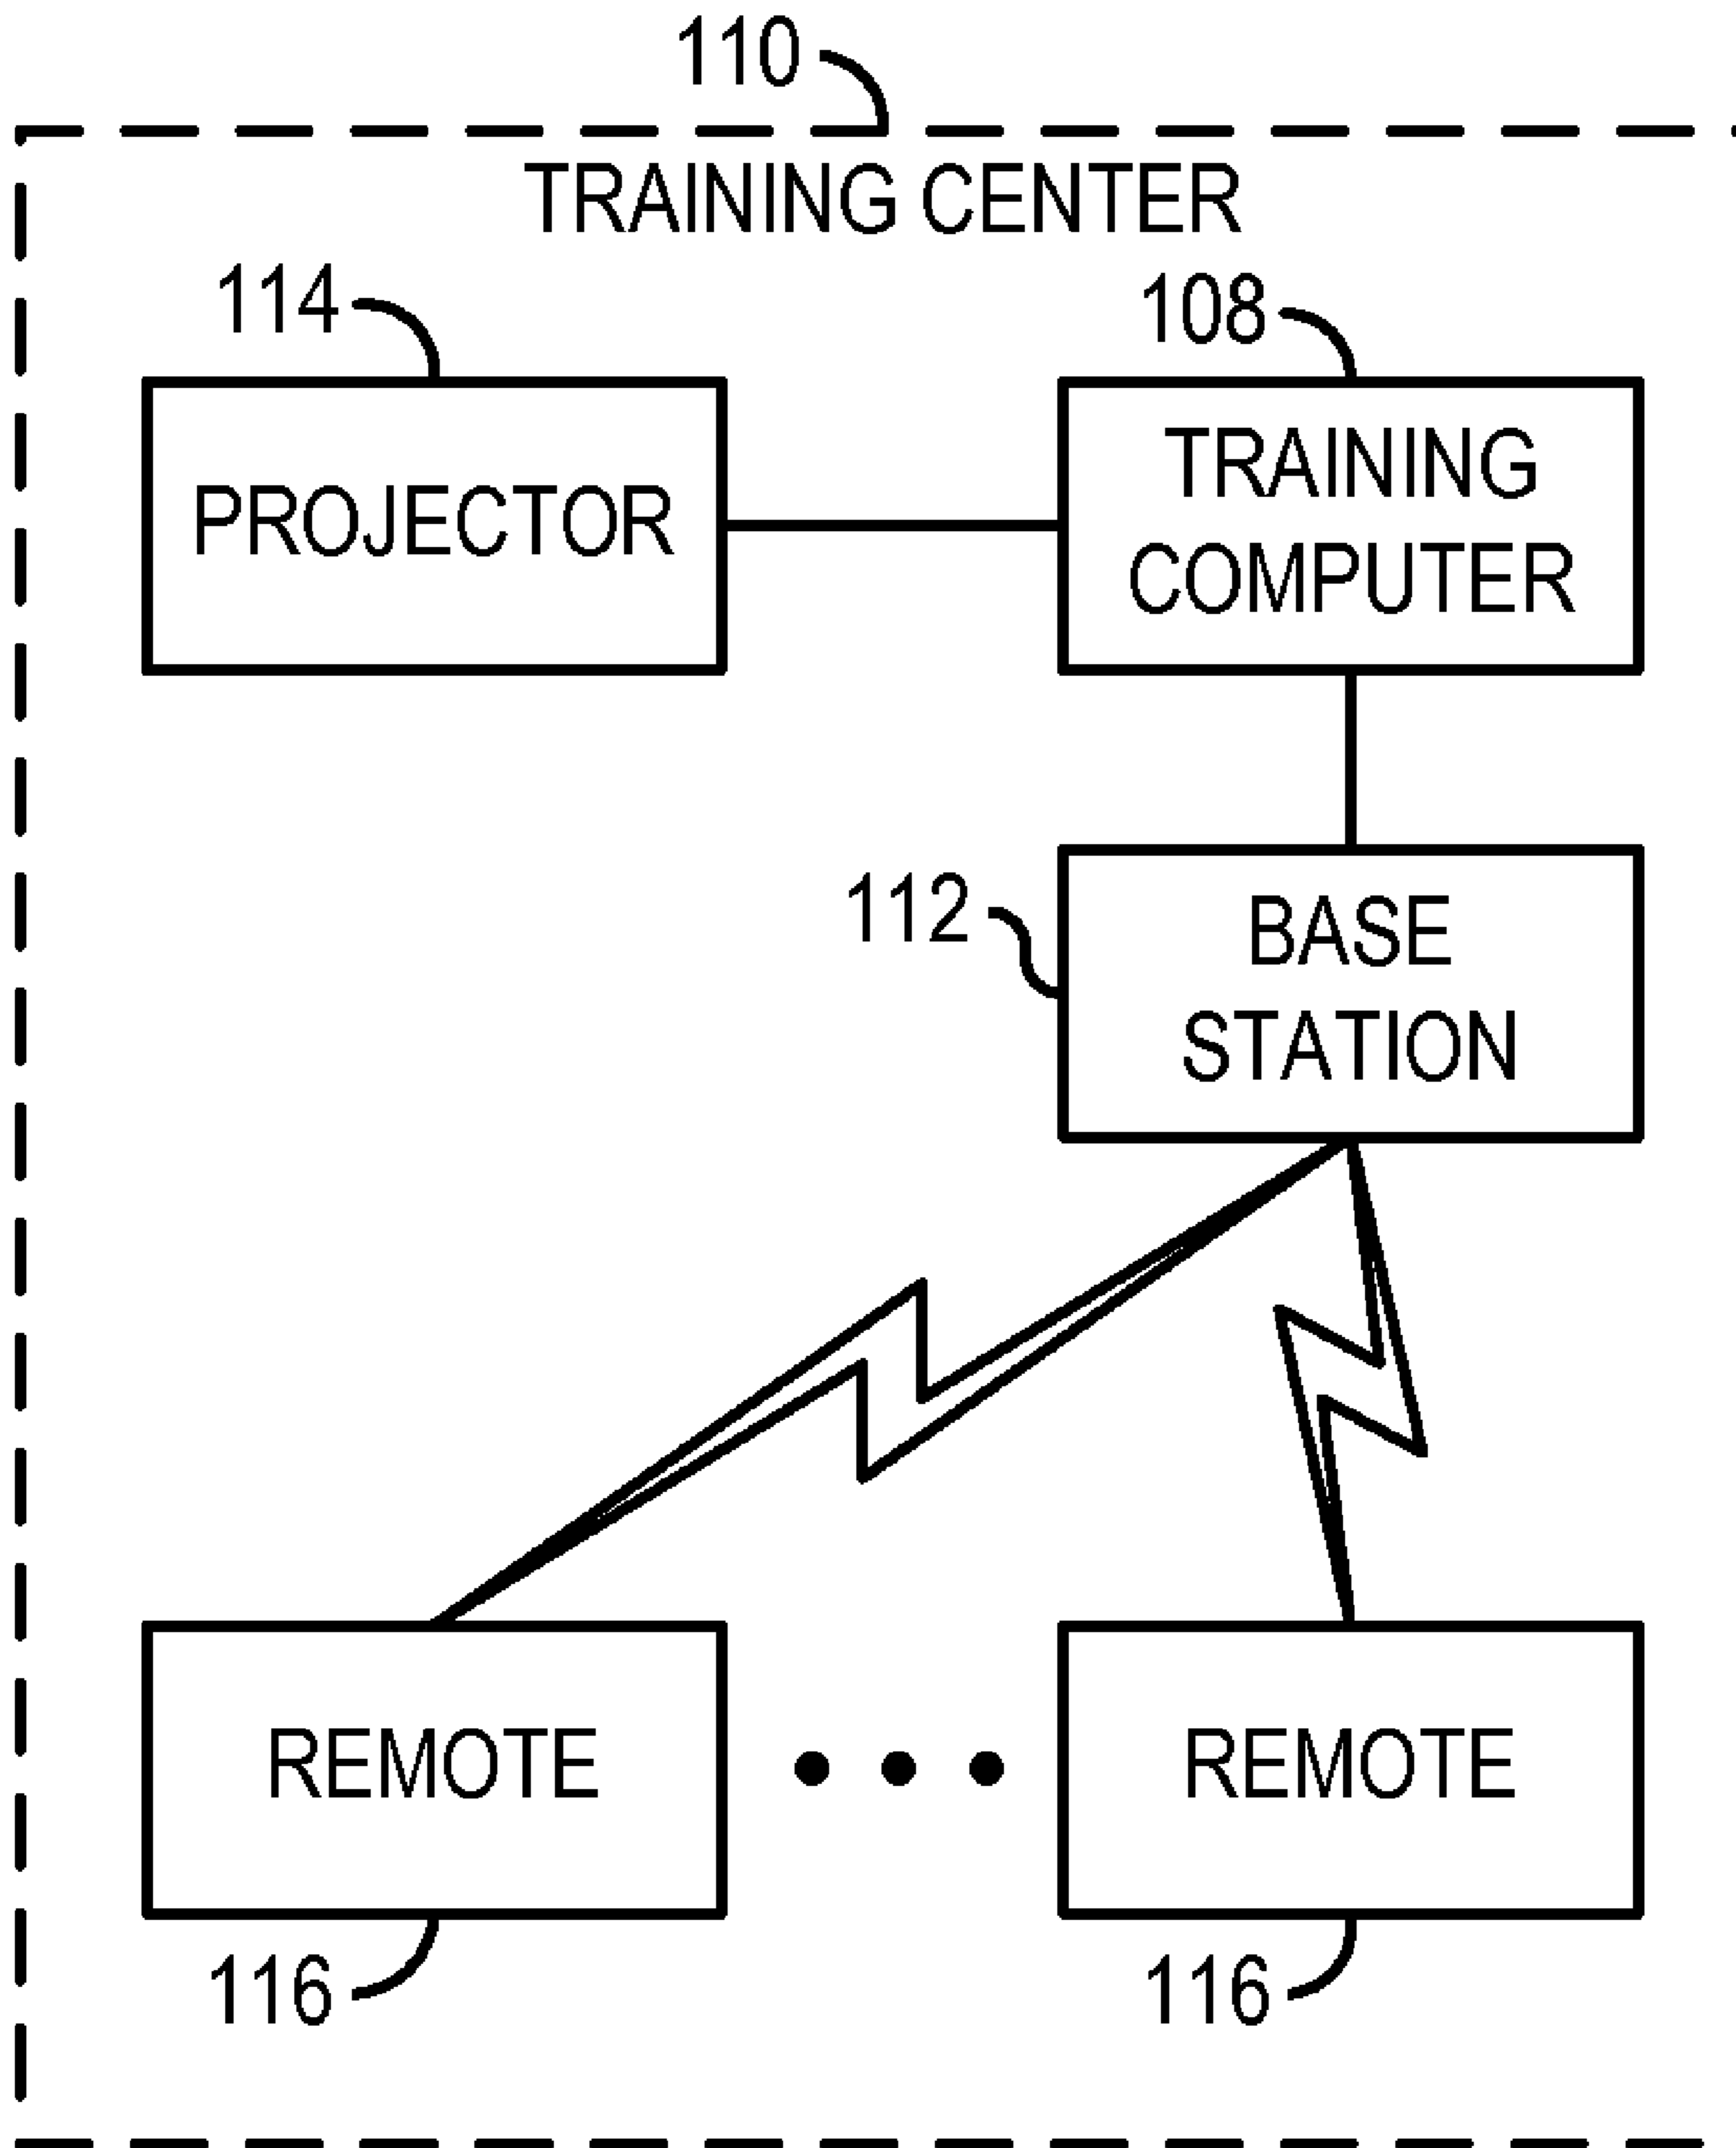 110
TRAINING CENTER
114
108
PROJECTOR
TRAINING
COMPUTER
112
BASE
STATION
REMOTE
REMOTE
116
116